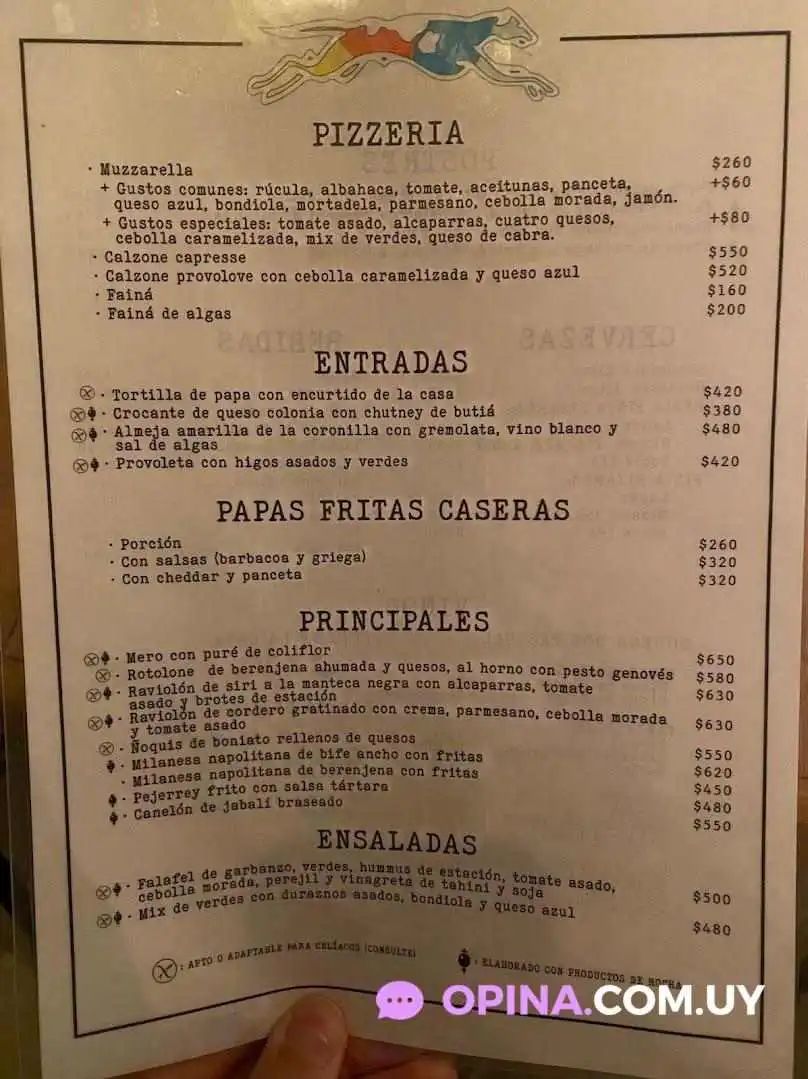 PIZZERIA
· Muzzarella $260
+ Gustos comunes: rúcula, albahaca, tomate, aceitunas, panceta, +$60
queso azul, bondiola, mortadela, parmesano, cebolla morada, jamón.
+ Gustos especiales: tomate asado, alcaparras, cuatro quesos, +$80
cebolla caramelizada, mix de verdes, queso de cabra.
· Calzone capresse $550
· Calzone provolove con cebolla caramelizada y queso azul $520
· Fainá $160
· Fainá de algas $200
ENTRADAS
· Tortilla de papa con encurtido de la casa $420
· Crocante de queso colonia con chutney de butiá $380
· Almeja amarilla de la coronilla con gremolata, vino blanco y $480
sal de algas
· Provoleta con higos asados y verdes $420
PAPAS FRITAS CASERAS
· Porción $260
· Con salsas (barbacoa y griega) $320
· Con cheddar y panceta $320
PRINCIPALES
· Mero con puré de coliflor $650
· Rotolone de berenjena ahumada y quesos, al horno con pesto genovés $580
· Raviolón de siri a la manteca negra con alcaparras, tomate $630
asado y brotes de estación
· Raviolón de cordero gratinado con crema, parmesano, cebolla morada $630
y tomate asado
· Ñoquis de boniato rellenos de quesos $550
· Milanesa napolitana de bife ancho con fritas $620
· Milanesa napolitana de berenjena con fritas $450
· Pejerrey frito con salsa tártara $480
· Canelón de jabalí braseado $550
ENSALADAS
· Falafel de garbanzo, verdes, hummus de estación, tomate asado,
cebolla morada, perejil y vinagreta de tahini y soja $500
· Mix de verdes con duraznos asados, bondiola y queso azul $480
: APTO O ADAPTABLE PARA CELÍACOS (CONSULTE)
· ELABORADO CON PRODUCTOS DE ROCHA
OPINA.COM.UY